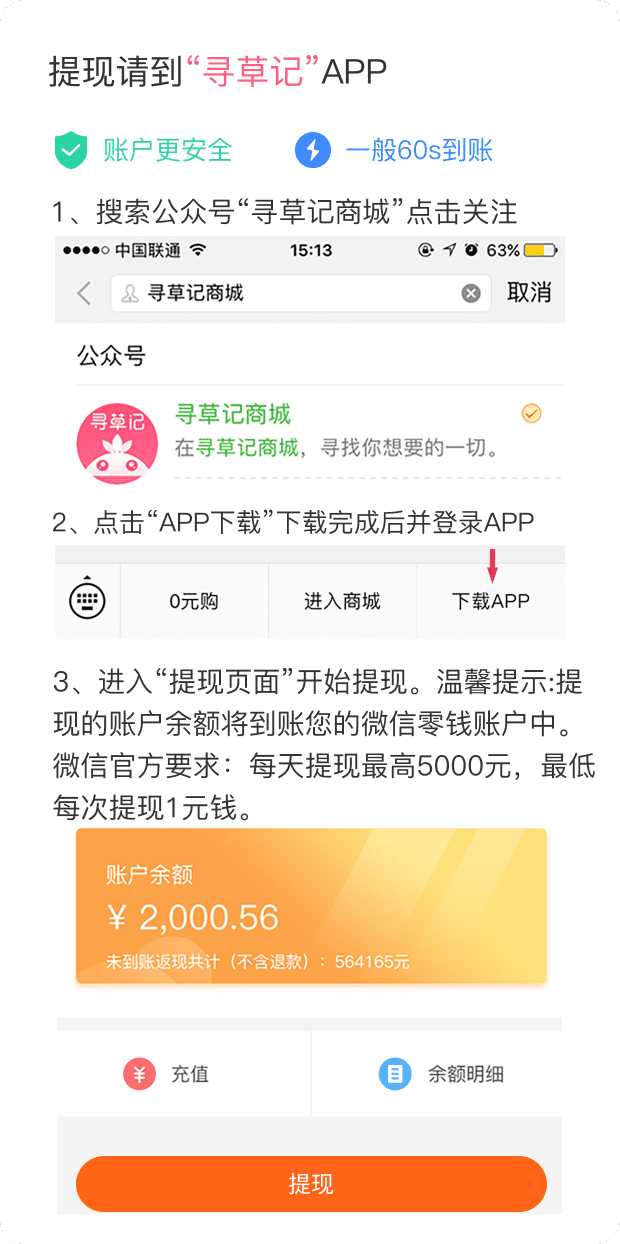 提现请到“寻草记”APP
账户更安全
一般60s到账
1、搜索公众号“寻草记商城”点击关注
中国联通 15:13 63%
寻草记商城 取消
公众号
寻草记
寻草记商城
在寻草记商城，寻找你想要的一切。
2、点击“APP下载”下载完成后并登录APP
0元购 进入商城 下载APP
3、进入“提现页面”开始提现。温馨提示:提
现的账户余额将到账您的微信零钱账户中。
微信官方要求：每天提现最高5000元，最低
每次提现1元钱。
账户余额
¥ 2,000.56
未到账返现共计（不含退款）：564165元
¥ 充值 余额明细
提现